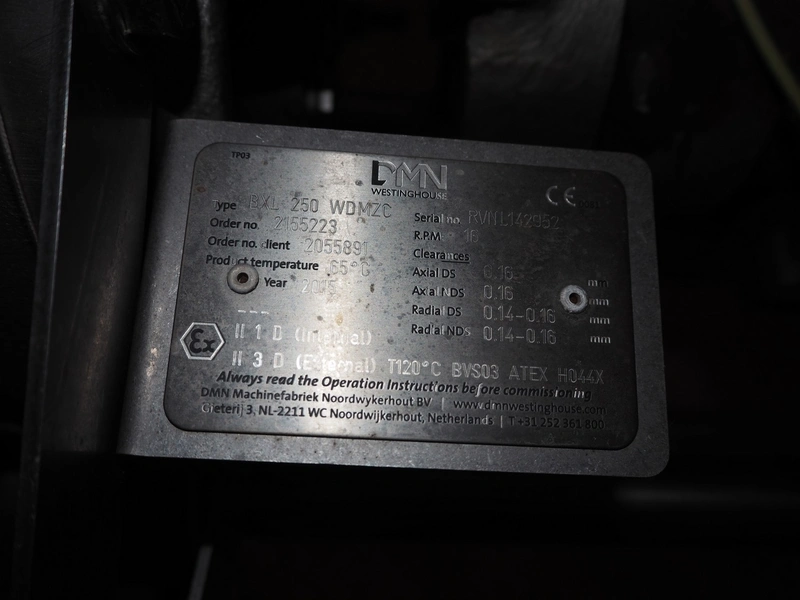 TP03
DMN
WESTINGHOUSE
CE
Type BXL 250 WDMZC
Order no. 2155223
Order no. client 2055891
Product temperature 65°C
Year
Serial no. RVNL142952
R.P.M. 16
Clearances
Axial DS 0.16 mm
Axial NDS 0.16 mm
Radial DS 0.14-0.16 mm
Radial NDS 0.14-0.16 mm
Ex
II 1 D (Internal)
II 3 D (External) T120°C BVS03 ATEX H044X
Always read the Operation Instructions before commissioning
DMN Machinefabriek Noordwykerhout BV | www.dmnwestinghouse.com
Gieterij 3, NL-2211 WC Noordwijkerhout, Netherlands | T +31 252 361 800